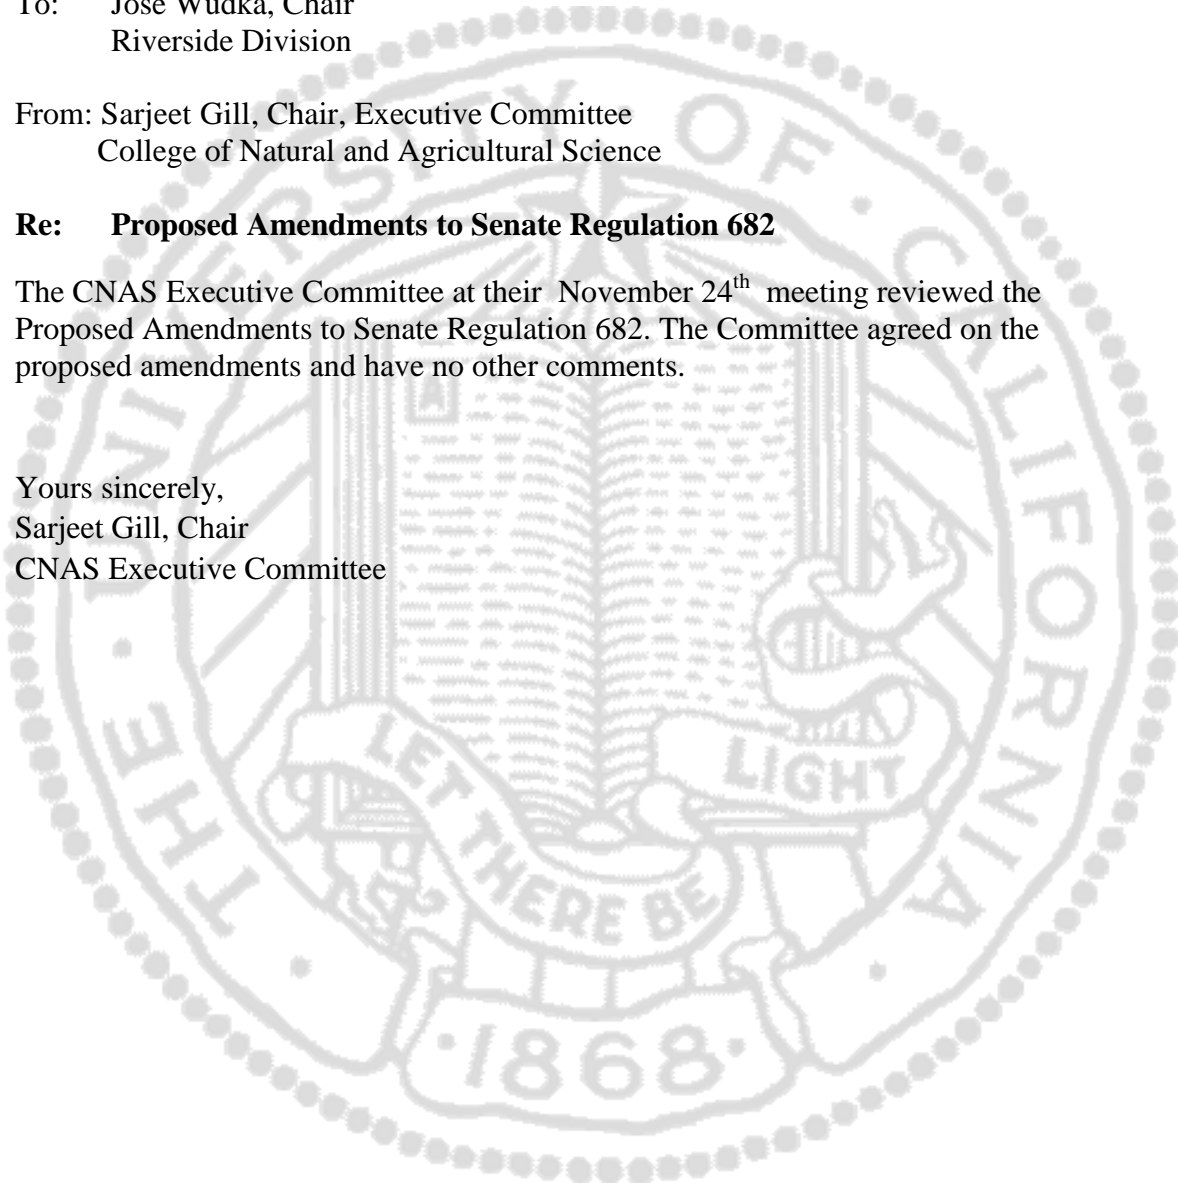 To: Jose Wudka, Chair
Riverside Division
From: Sarjeet Gill, Chair, Executive Committee
College of Natural and Agricultural Science
Re: Proposed Amendments to Senate Regulation 682
The CNAS Executive Committee at their November 24th meeting reviewed the
Proposed Amendments to Senate Regulation 682. The Committee agreed on the
proposed amendments and have no other comments.
Yours sincerely,
Sarjeet Gill, Chair
CNAS Executive Committee
THE · UNIVERSITY OF · CALIFORNIA ·
A
LET THERE BE
LIGHT
·1868·